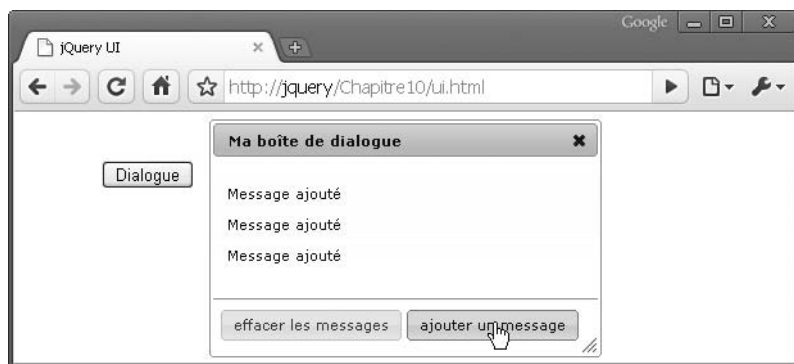 Google
jQuery UI
http://jquery/Chapitre10/ui.html
Ma boîte de dialogue
Dialogue
Message ajouté
Message ajouté
Message ajouté
effacer les messages
ajouter un message